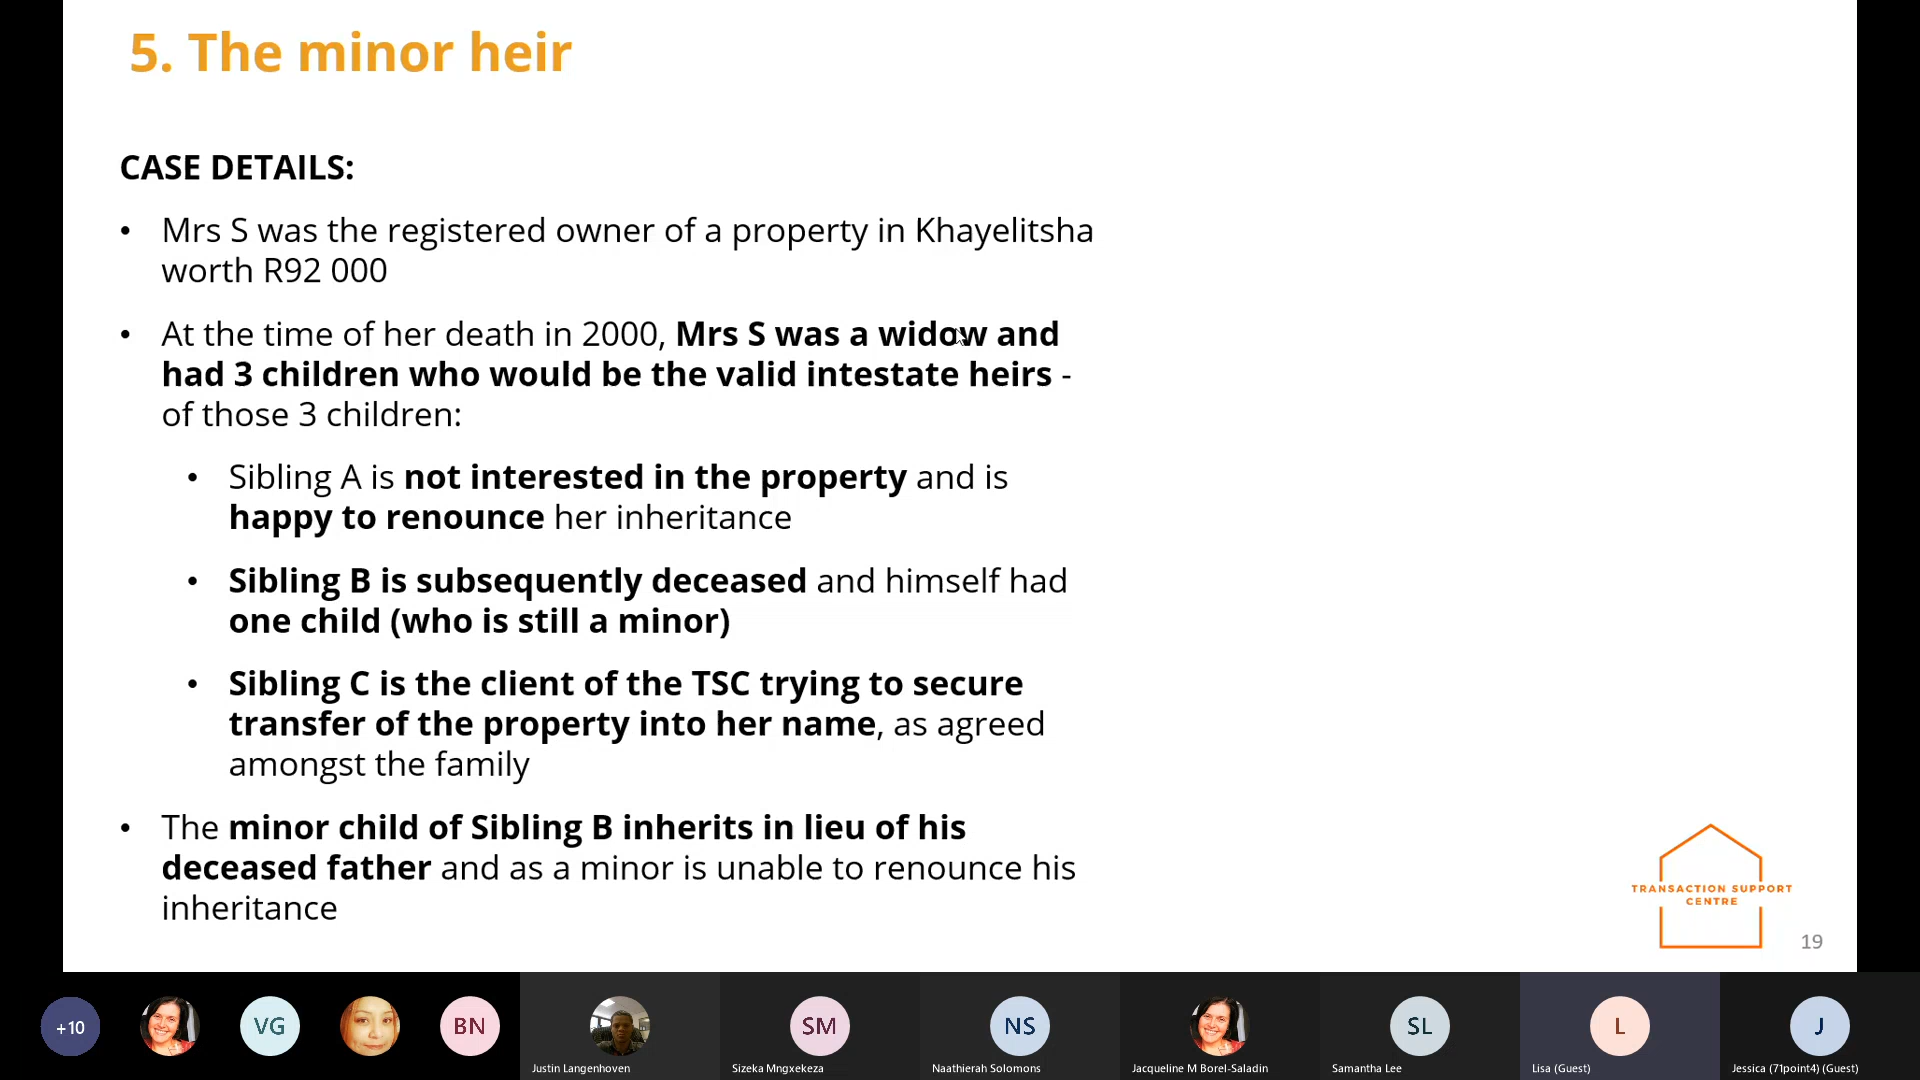 5. The minor heir
CASE DETAILS:
• Mrs S was the registered owner of a property in Khayelitsha
worth R92 000
• At the time of her death in 2000, Mrs S was a widow and
had 3 children who would be the valid intestate heirs -
of those 3 children:
• Sibling A is not interested in the property and is
happy to renounce her inheritance
• Sibling B is subsequently deceased and himself had
one child (who is still a minor)
• Sibling C is the client of the TSC trying to secure
transfer of the property into her name, as agreed
amongst the family
• The minor child of Sibling B inherits in lieu of his
deceased father and as a minor is unable to renounce his
inheritance
TRANSACTION SUPPORT
CENTRE
19
+10
VG
BN
SM
NS
SL
L
J
Justin Langenhoven
Sizeka Mngxekeza
Naathierah Solomons
Jacqueline M Borel-Saladin
Samantha Lee
Lisa (Guest)
Jessica (71point4) (Guest)